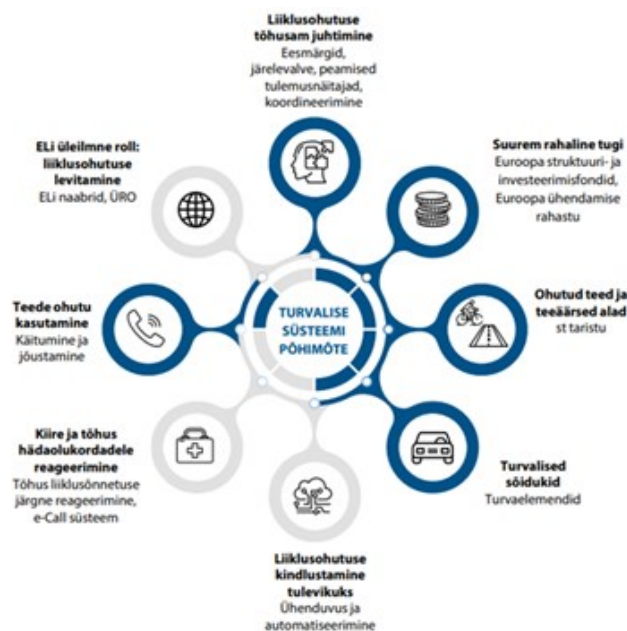 Liiklusohutuse
tõhusam juhtimine
Eesmärgid,
järelevalve, peamised
tulemusnäitajad,
koordineerimine
Suurem rahaline tugi
Euroopa struktuuri- ja
investeerimisfondid,
Euroopa ühendamise
rahastu
Ohutud teed ja
teeäärsed alad
st taristu
Turvalised
sõidukid
Turvaelemendid
Liiklusohutuse
kindlustamine
tulevikuks
Ühenduvus ja
automatiseerimine
Kiire ja tõhus
hädaolukordadele
reageerimine
Tõhus liiklusõnnetuse
järgne reageerimine,
e-Call süsteem
Teede ohutu
kasutamine
Käitumine ja
jõustamine
ELi üleilmne roll:
liiklusohutuse
levitamine
ELi naabrid, ÜRO
TURVALISE
SÜSTEEMI
PÕHIMÕTE